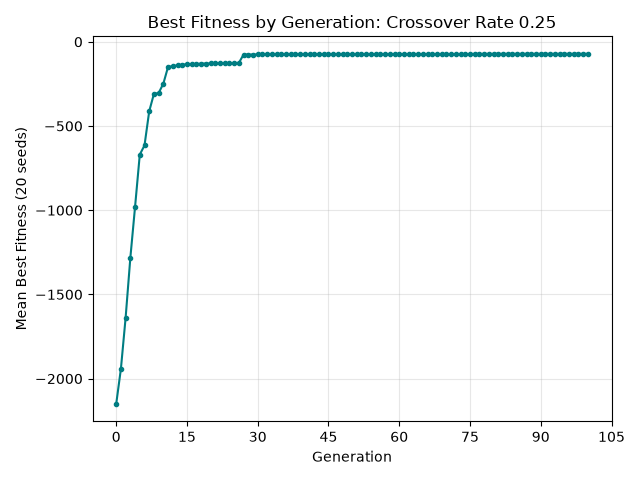 Best Fitness by Generation: Crossover Rate 0.25
Mean Best Fitness (20 seeds)
0
−500
−1000
−1500
−2000
0 15 30 45 60 75 90 105
Generation